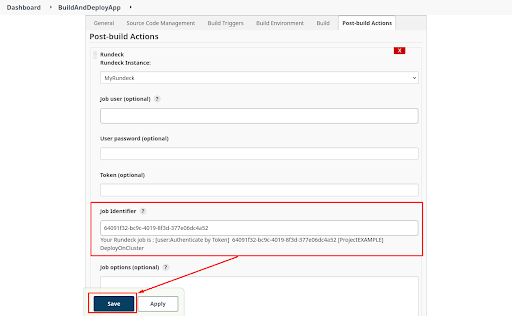 Dashboard > BuildAndDeployApp >
General Source Code Management Build Triggers Build Environment Build Post-build Actions
Post-build Actions
X
Rundeck
Rundeck Instance:
MyRundeck
Job user (optional) ?
User password (optional)
Token (optional)
Job Identifier ?
64091f32-bc9c-4019-8f3d-377e06dc4a52
Your Rundeck job is : [user:Authenticate by Token] 64091f32-bc9c-4019-8f3d-377e06dc4a52 [ProjectEXAMPLE]
DeployOnCluster
Job options (optional) ?
Save Apply